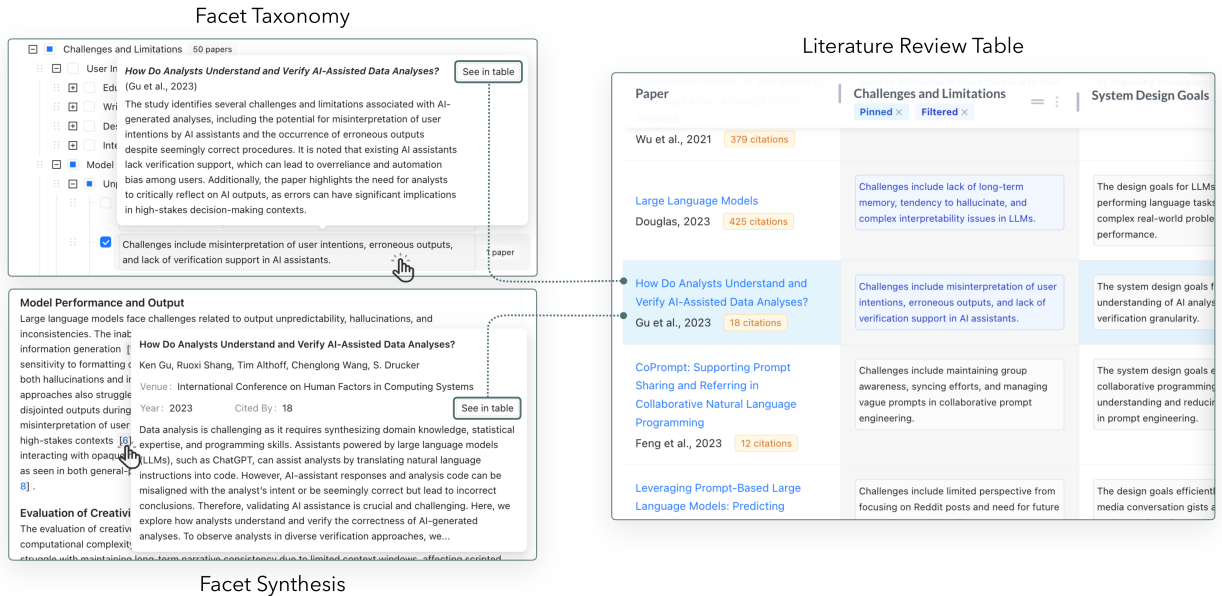 Facet Taxonomy
Challenges and Limitations 50 papers
User In
Model
How Do Analysts Understand and Verify AI-Assisted Data Analyses?
See in table
(Gu et al., 2023)
The study identifies several challenges and limitations associated with AI-
generated analyses, including the potential for misinterpretation of user
intentions by AI assistants and the occurrence of erroneous outputs
despite seemingly correct procedures. It is noted that existing AI assistants
lack verification support, which can lead to overreliance and automation
bias among users. Additionally, the paper highlights the need for analysts
to critically reflect on AI outputs, as errors can have significant implications
in high-stakes decision-making contexts.
Challenges include misinterpretation of user intentions, erroneous outputs,
and lack of verification support in AI assistants.
paper
Model Performance and Output
Large language models face challenges related to output unpredictability, hallucinations, and
inconsistencies. The inab
information generation [
sensitivity to formatting
both hallucinations and in
approaches also struggle
disjointed outputs during
misinterpretation of user
high-stakes contexts [6]
interacting with opaqu
as seen in both general-p
8] .
Evaluation of Creativi
The evaluation of creative
computational complexity
struggle with maintaining long-term narrative consistency due to limited context windows, affecting scripted
How Do Analysts Understand and Verify AI-Assisted Data Analyses?
Ken Gu, Ruoxi Shang, Tim Althoff, Chenglong Wang, S. Drucker
Venue: International Conference on Human Factors in Computing Systems
Year: 2023 Cited By: 18
See in table
Data analysis is challenging as it requires synthesizing domain knowledge, statistical
expertise, and programming skills. Assistants powered by large language models
(LLMs), such as ChatGPT, can assist analysts by translating natural language
instructions into code. However, AI-assistant responses and analysis code can be
misaligned with the analyst's intent or be seemingly correct but lead to incorrect
conclusions. Therefore, validating AI assistance is crucial and challenging. Here, we
explore how analysts understand and verify the correctness of AI-generated
analyses. To observe analysts in diverse verification approaches, we...
Facet Synthesis
Literature Review Table
Paper
Challenges and Limitations
Pinned × Filtered ×
System Design Goals
Wu et al., 2021 379 citations
Large Language Models
Douglas, 2023 425 citations
Challenges include lack of long-term
memory, tendency to hallucinate, and
complex interpretability issues in LLMs.
The design goals for LLMs
performing language tasks
complex real-world proble
performance.
How Do Analysts Understand and
Verify AI-Assisted Data Analyses?
Gu et al., 2023 18 citations
Challenges include misinterpretation of user
intentions, erroneous outputs, and lack of
verification support in AI assistants.
The system design goals f
understanding of AI analys
verification granularity.
CoPrompt: Supporting Prompt
Sharing and Referring in
Collaborative Natural Language
Programming
Feng et al., 2023 12 citations
Challenges include maintaining group
awareness, syncing efforts, and managing
vague prompts in collaborative prompt
engineering.
The system design goals e
collaborative programming
understanding and reducin
in prompt engineering.
Leveraging Prompt-Based Large
Language Models: Predicting
Challenges include limited perspective from
focusing on Reddit posts and need for future
The design goals efficientl
media conversation gists a